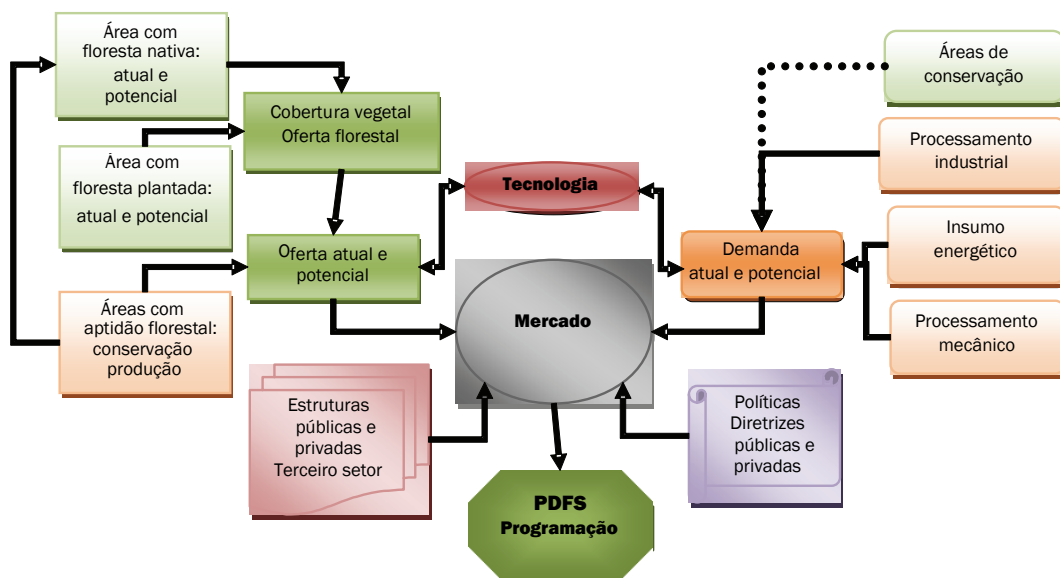 Área com
floresta nativa:
atual e
potencial
Cobertura vegetal
Oferta florestal
Área com
floresta plantada:
atual e potencial
Oferta atual e
potencial
Áreas com
aptidão florestal:
conservação
produção
Tecnologia
Mercado
Áreas de
conservação
Processamento
industrial
Demanda
atual e potencial
Insumo
energético
Processamento
mecânico
Estruturas
públicas e
privadas
Terceiro setor
Políticas
Diretrizes
públicas e
privadas
PDFS
Programação